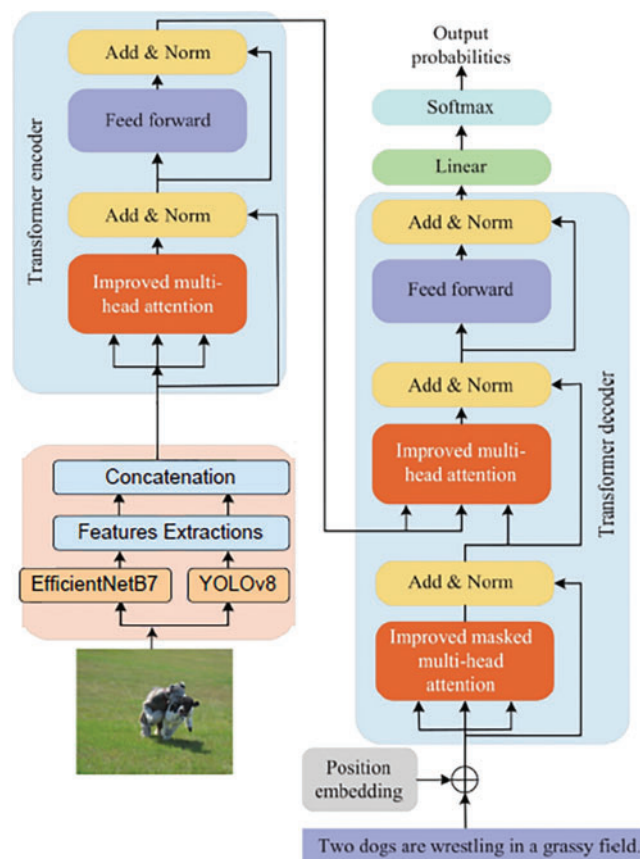 Transformer encoder
Add & Norm
Feed forward
Add & Norm
Improved multi-
head attention
Concatenation
Features Extractions
EfficientNetB7
YOLOv8
Output
probabilities
Softmax
Linear
Transformer decoder
Add & Norm
Feed forward
Add & Norm
Improved multi-
head attention
Add & Norm
Improved masked
multi-head
attention
Position
embedding
Two dogs are wrestling in a grassy field.